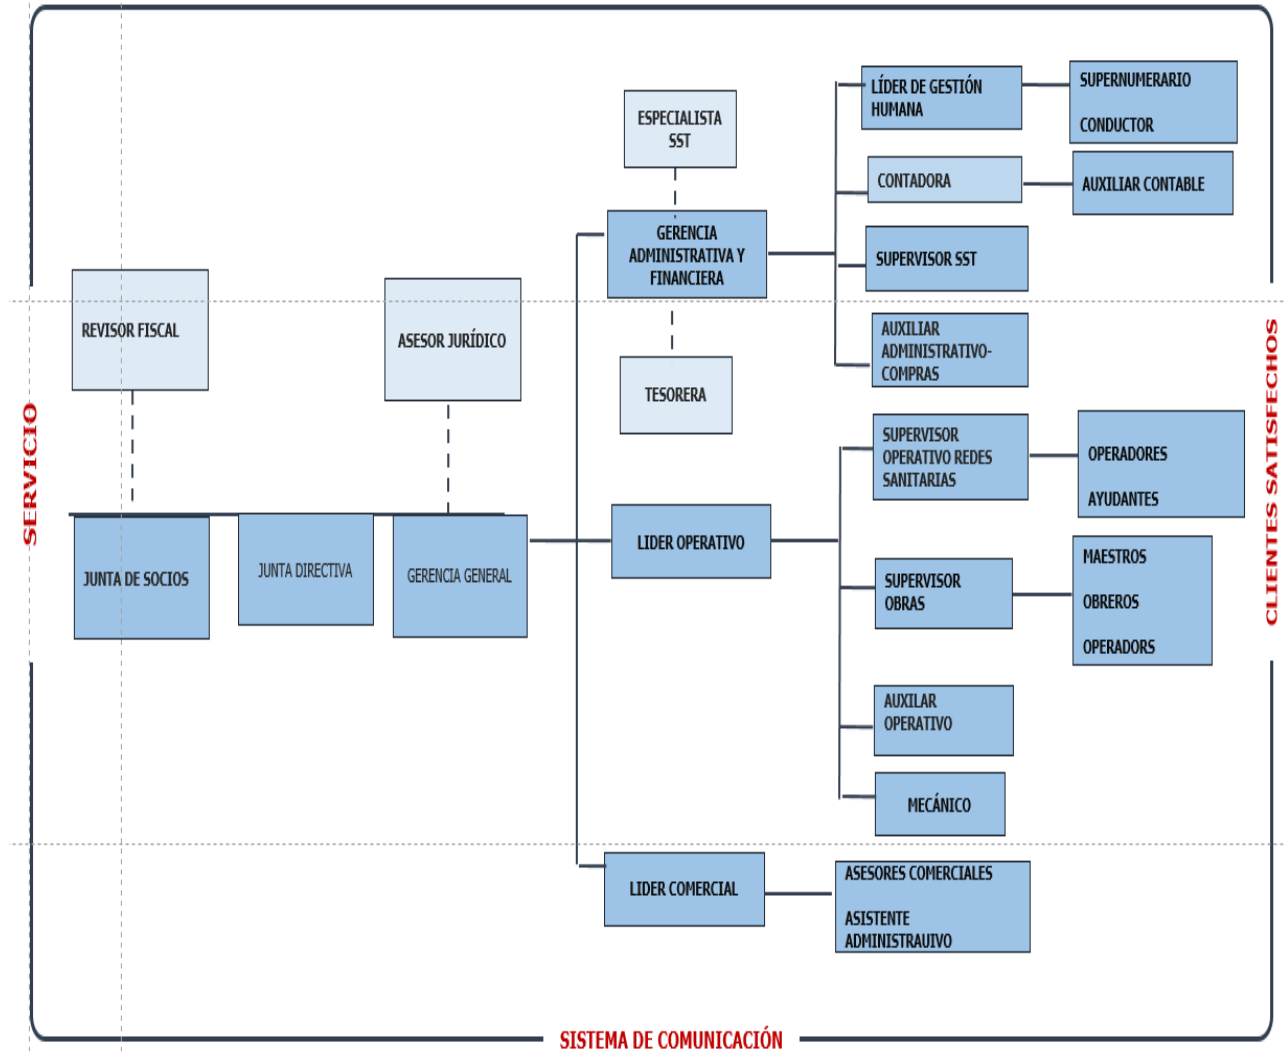 SERVICIO
REVISOR FISCAL
ASESOR JURÍDICO
JUNTA DE SOCIOS
JUNTA DIRECTIVA
GERENCIA GENERAL
ESPECIALISTA
SST
GERENCIA
ADMINISTRATIVA Y
FINANCIERA
TESORERA
LÍDER DE GESTIÓN
HUMANA
SUPERNUMERARIO
CONDUCTOR
CONTADORA
AUXILIAR CONTABLE
SUPERVISOR SST
AUXILIAR
ADMINISTRATIVO-
COMPRAS
LIDER OPERATIVO
SUPERVISOR
OPERATIVO REDES
SANITARIAS
OPERADORES
AYUDANTES
SUPERVISOR
OBRAS
MAESTROS
OBREROS
OPERADORS
AUXILAR
OPERATIVO
MECÁNICO
LIDER COMERCIAL
ASESORES COMERCIALES
ASISTENTE
ADMINISTRAUIVO
CLIENTES SATISFECHOS
SISTEMA DE COMUNICACIÓN